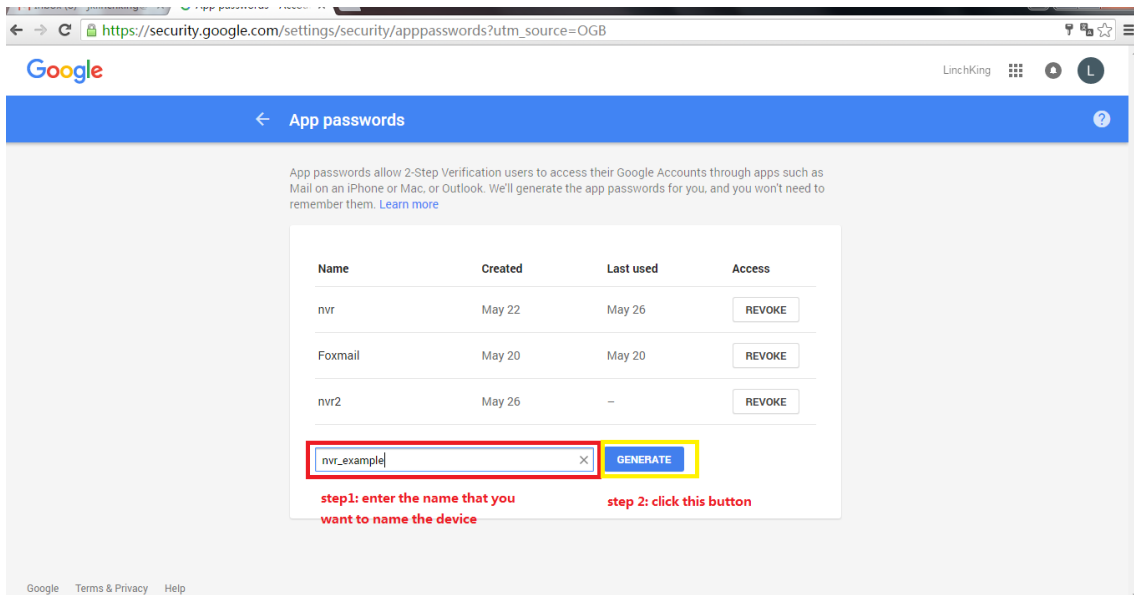 App passwords
https://security.google.com/settings/security/apppasswords?utm_source=OGB
Google
LinchKing
L
App passwords
App passwords allow 2-Step Verification users to access their Google Accounts through apps such as
Mail on an iPhone or Mac, or Outlook. We'll generate the app passwords for you, and you won't need to
remember them. Learn more
Name Created Last used Access
nvr May 22 May 26 REVOKE
Foxmail May 20 May 20 REVOKE
nvr2 May 26 – REVOKE
nvr_example GENERATE
step1: enter the name that you
want to name the device
step 2: click this button
Google Terms & Privacy Help